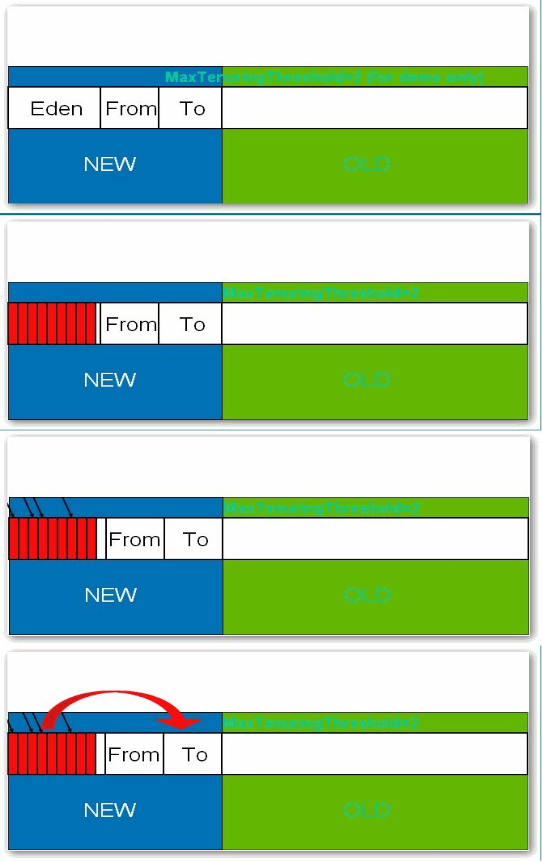 MaxTenuringThreshold=2 (for demo only)
Eden From To
NEW OLD
MaxTenuringThreshold=2
From To
NEW OLD
MaxTenuringThreshold=2
From To
NEW OLD
MaxTenuringThreshold=2
From To
NEW OLD